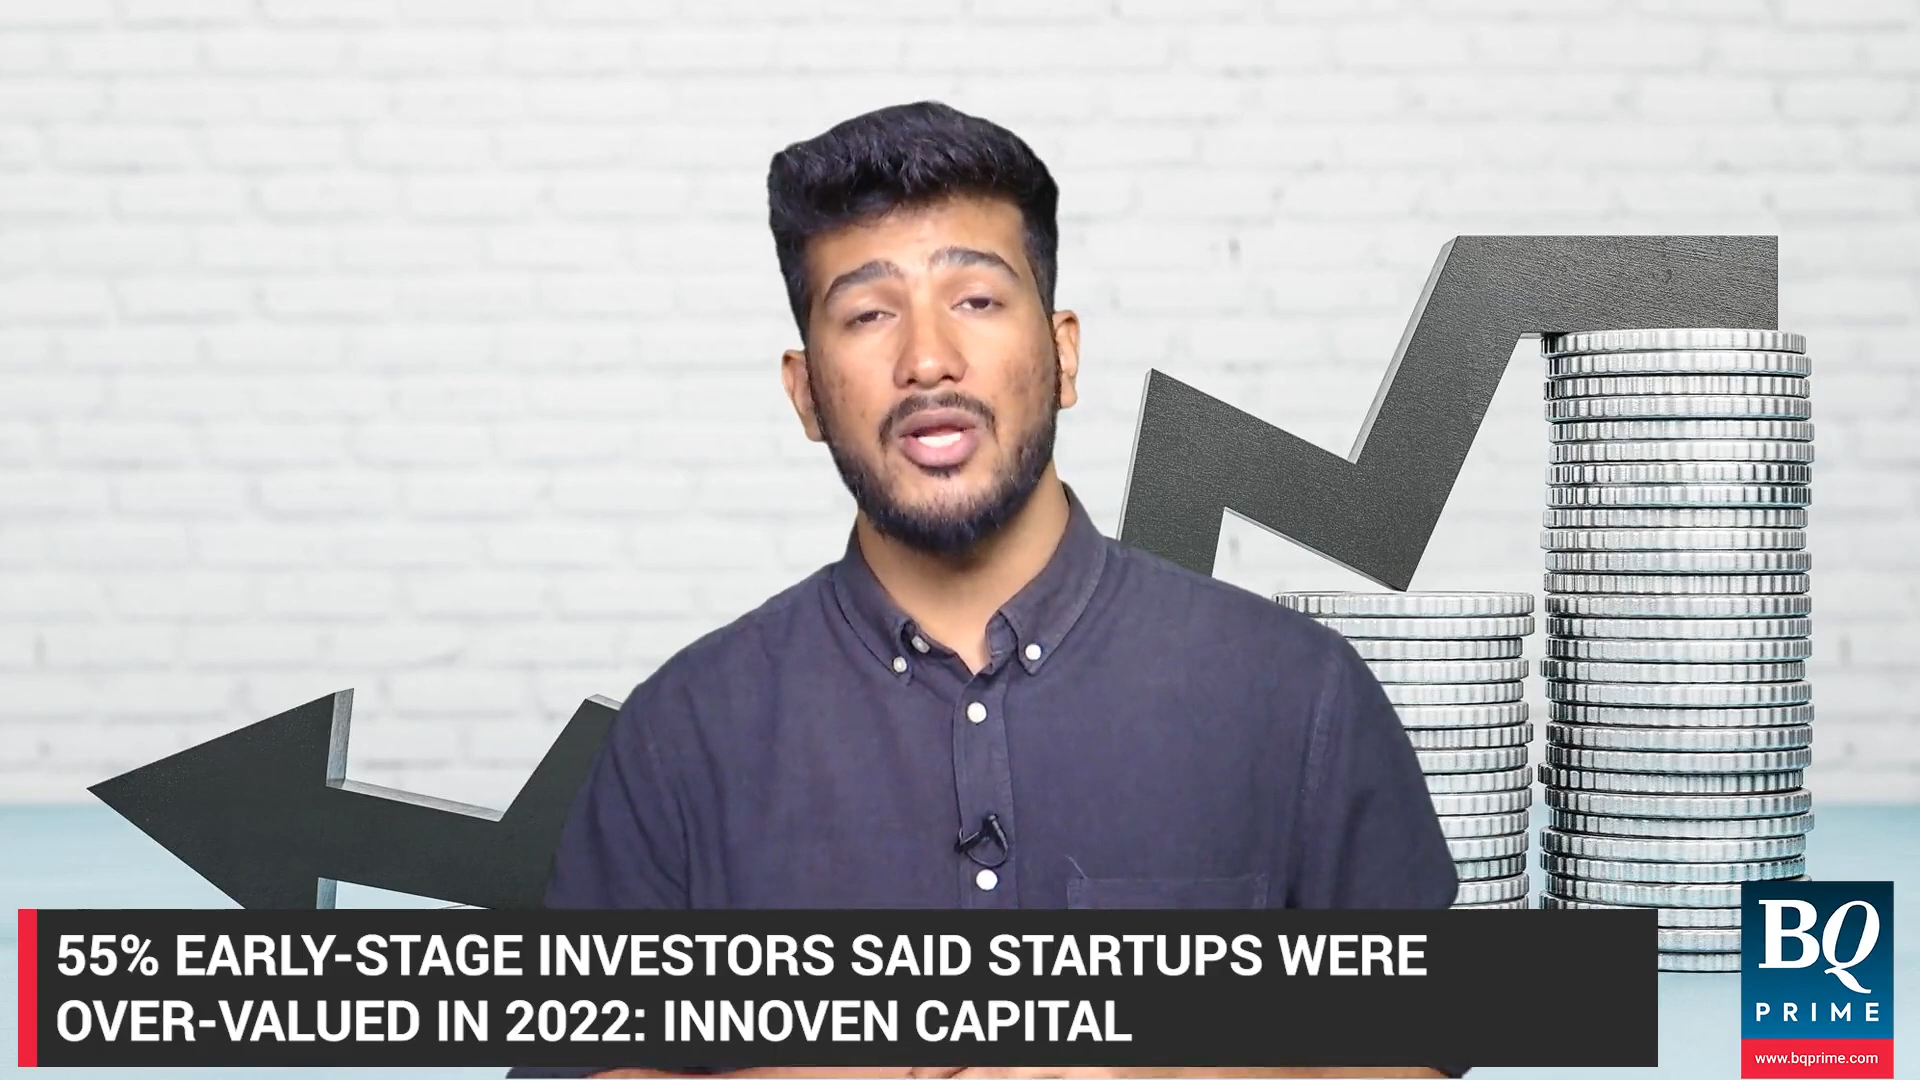 55% EARLY-STAGE INVESTORS SAID STARTUPS WERE
OVER-VALUED IN 2022: INNOVEN CAPITAL
BQ
PRIME
www.bqprime.com